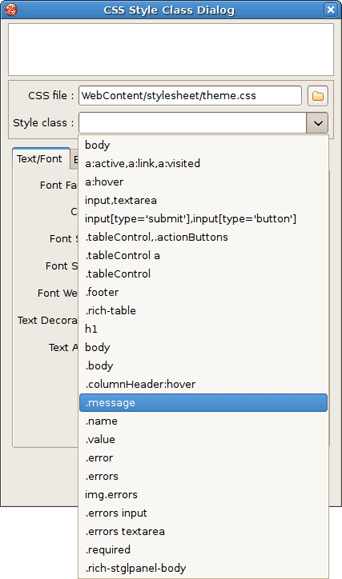 CSS Style Class Dialog
CSS file : WebContent/stylesheet/theme.css
Style class :
body
Text/Font
a:active,a:link,a:visited
Font Fa
a:hover
input,textarea
C
input[type='submit'],input[type='button']
Font S
.tableControl,.actionButtons
.tableControl a
Font S
.tableControl
.footer
Font We
.rich-table
Text Decora
h1
body
Text A
.body
.columnHeader:hover
.message
.name
.value
.error
.errors
img.errors
.errors input
.errors textarea
.required
.rich-stglpanel-body